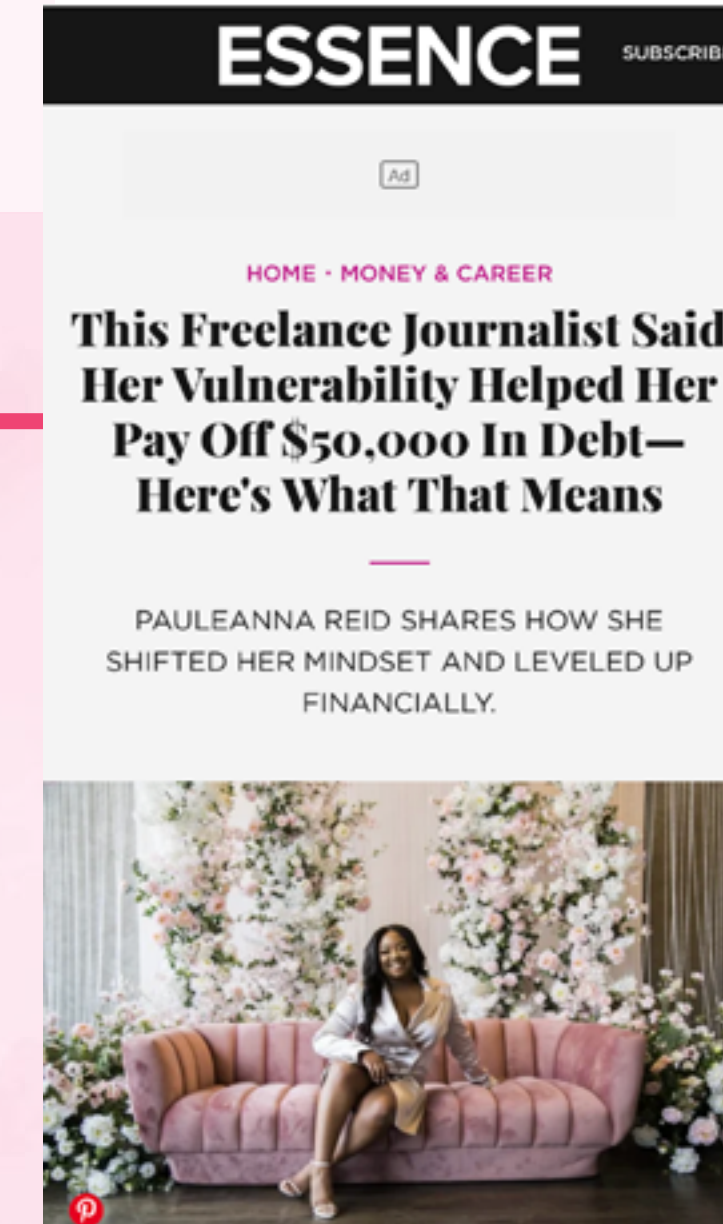 ESSENCE
SUBSCRIB
Ad
HOME · MONEY & CAREER
This Freelance Journalist Said
Her Vulnerability Helped Her
Pay Off $50,000 In Debt—
Here's What That Means
PAULEANNA REID SHARES HOW SHE
SHIFTED HER MINDSET AND LEVELED UP
FINANCIALLY.